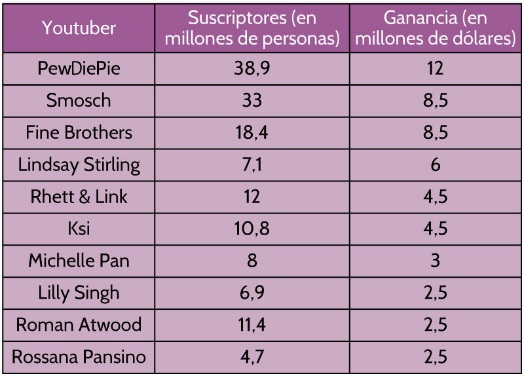 Youtuber Suscriptores (en millones de personas) Ganancia (en millones de dólares)
PewDiePie 38,9 12
Smosch 33 8,5
Fine Brothers 18,4 8,5
Lindsay Stirling 7,1 6
Rhett & Link 12 4,5
Ksi 10,8 4,5
Michelle Pan 8 3
Lilly Singh 6,9 2,5
Roman Atwood 11,4 2,5
Rossana Pansino 4,7 2,5